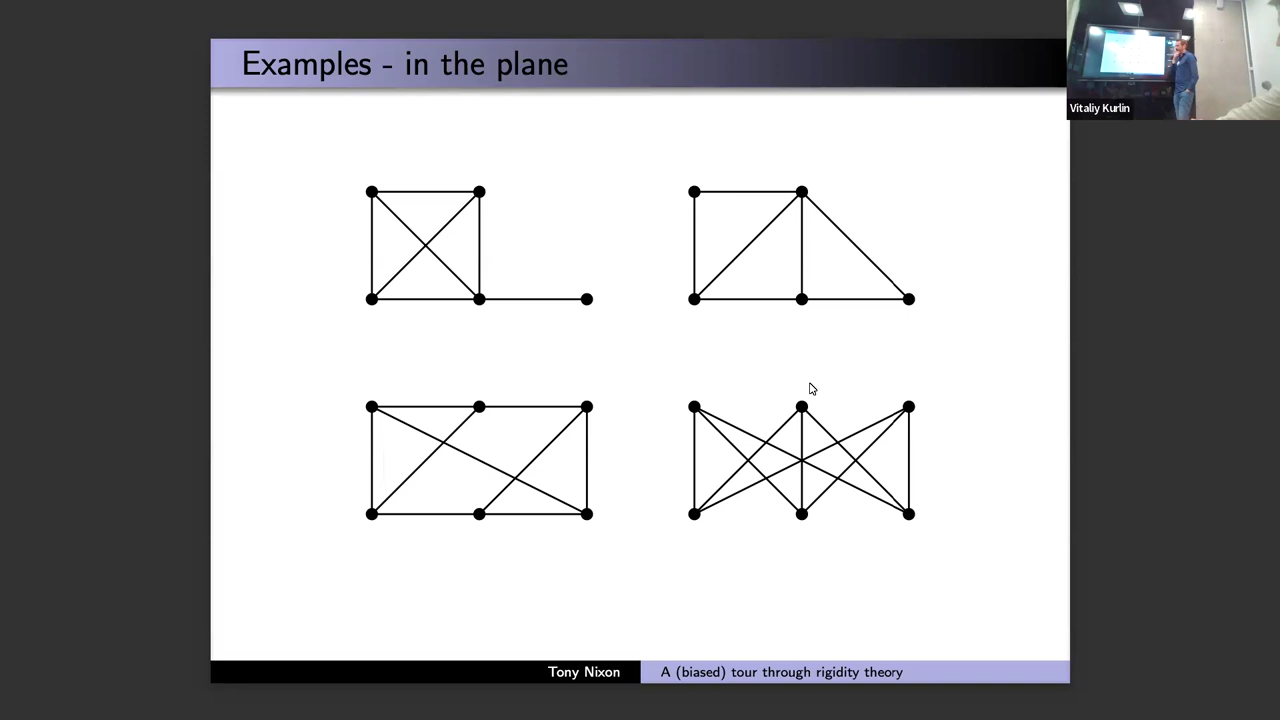 Examples - in the plane
Vitaliy Kurlin
Tony Nixon
A (biased) tour through rigidity theory